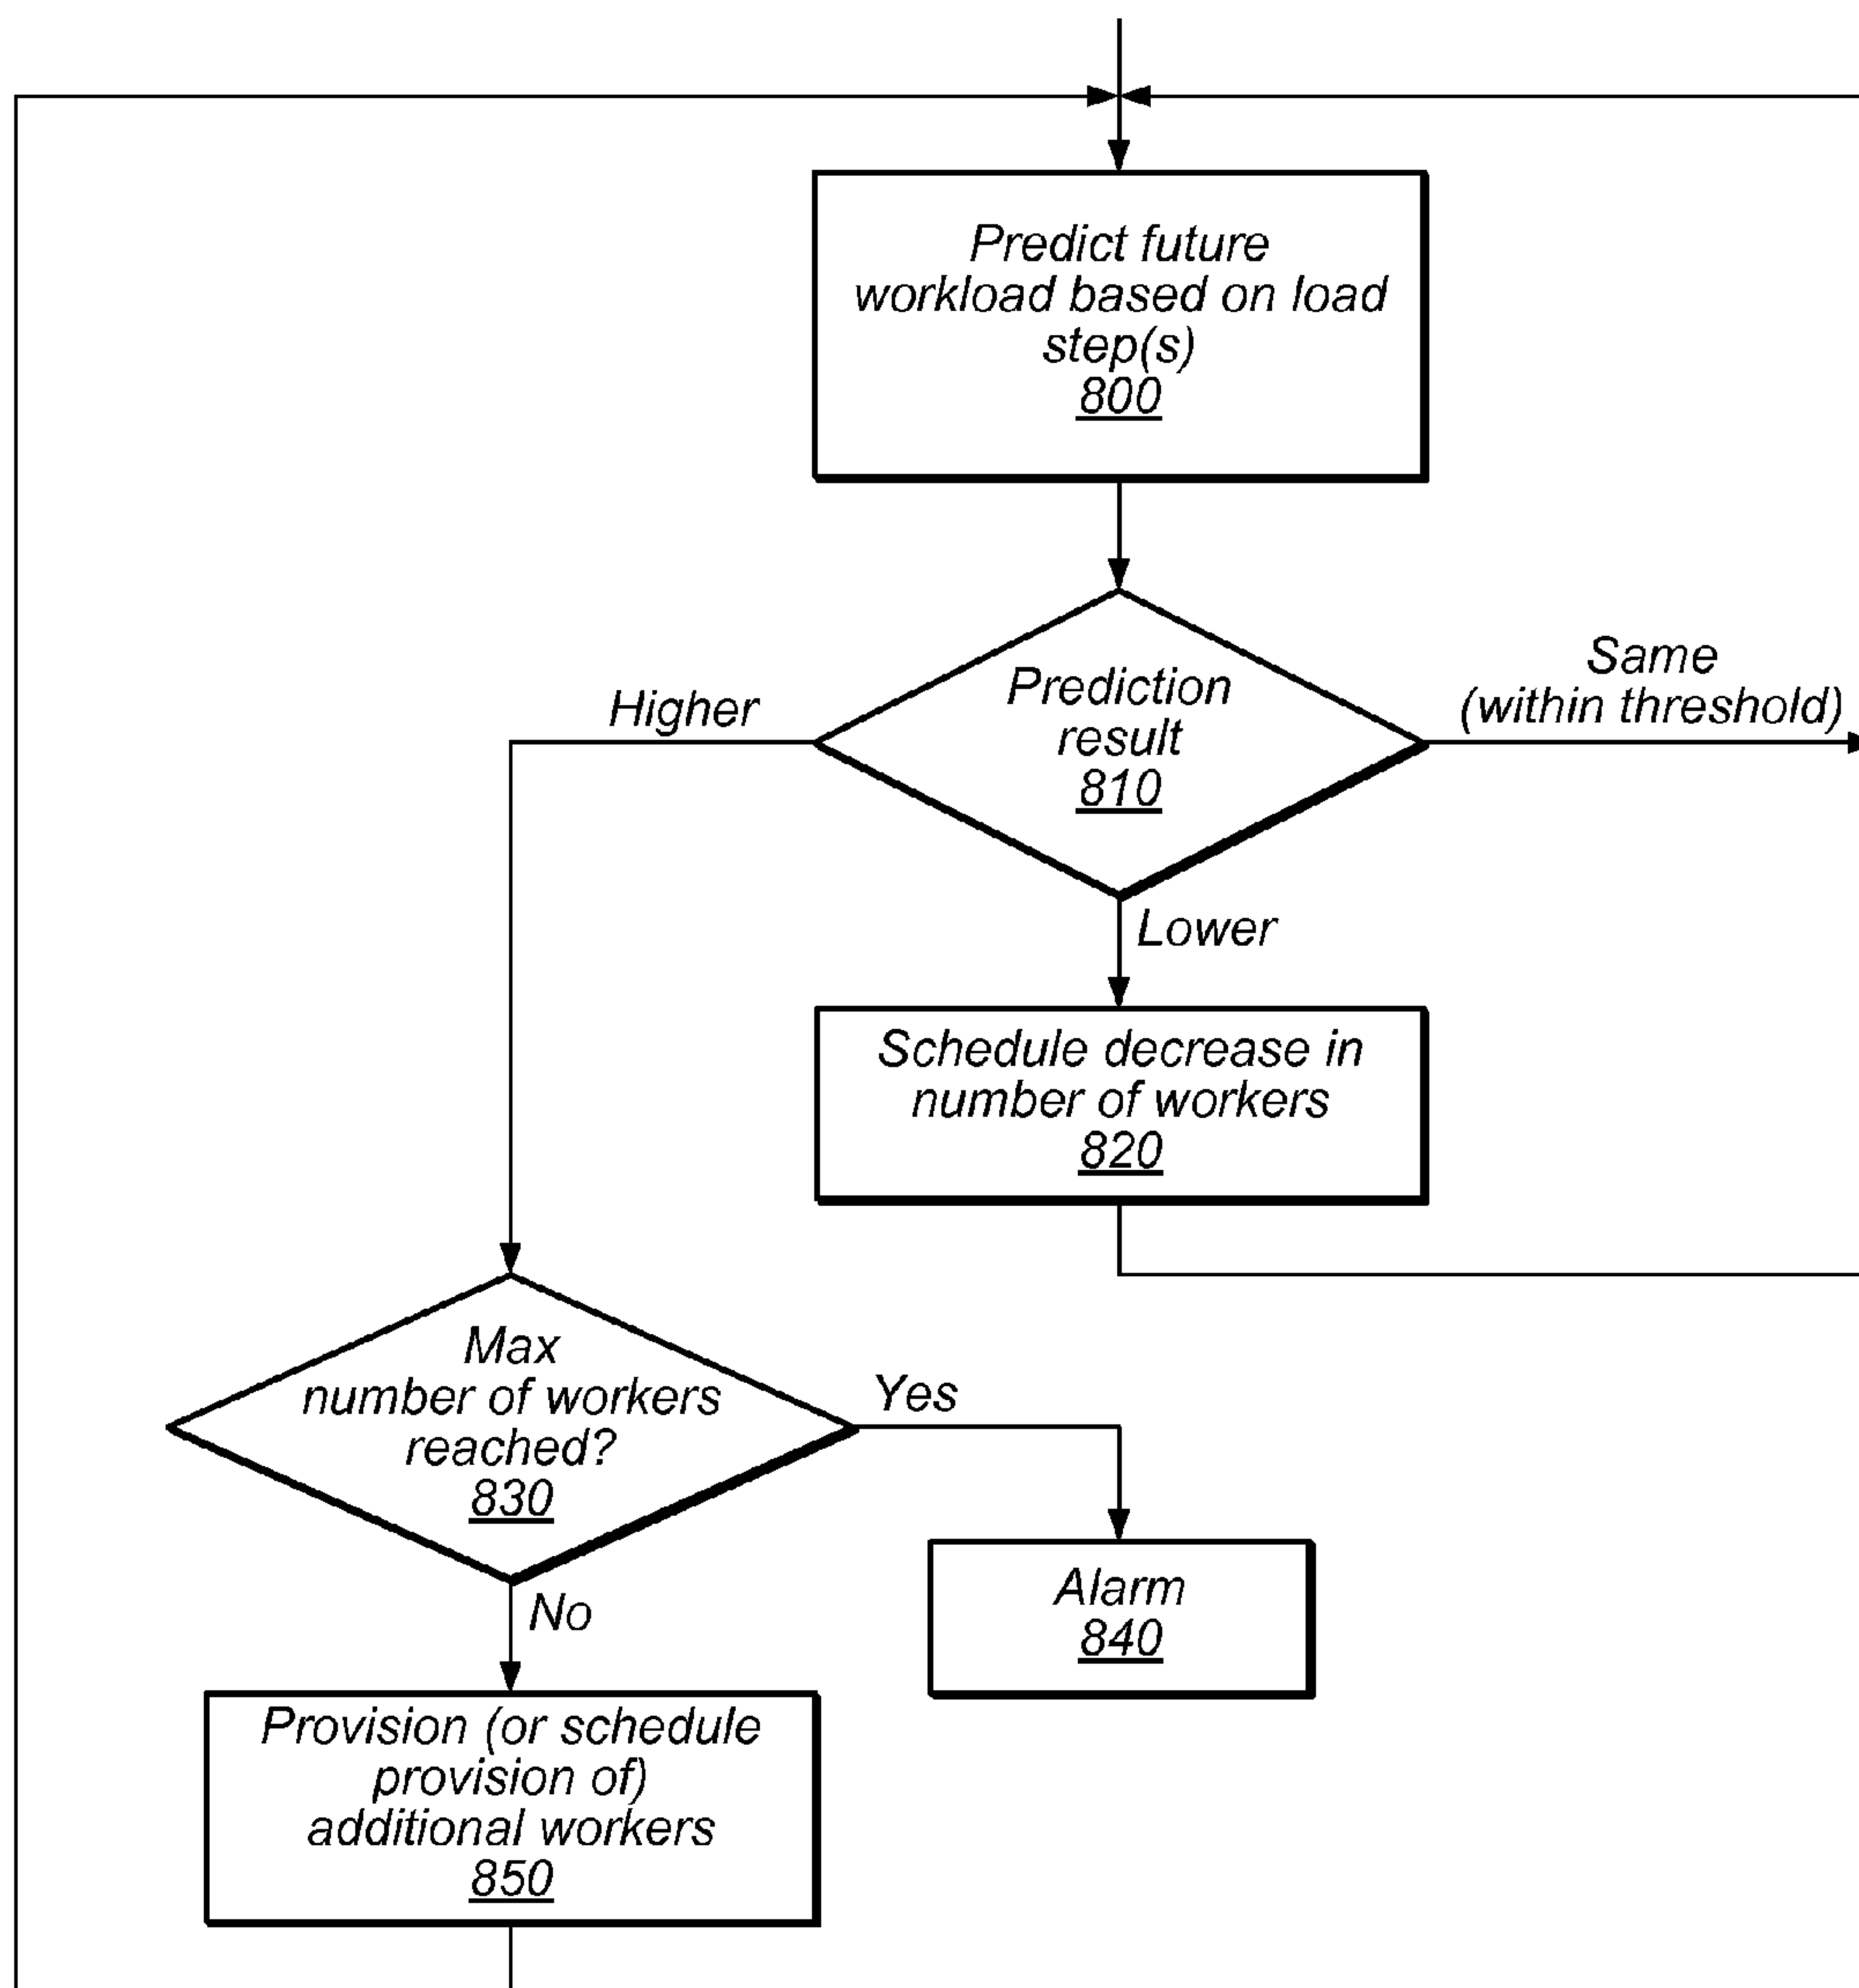 Predict future
workload based on load
step(s)
800
Prediction
result
810
Higher
Same
(within threshold)
Lower
Schedule decrease in
number of workers
820
Max
number of workers
reached?
830
Yes
Alarm
840
No
Provision (or schedule
provision of)
additional workers
850